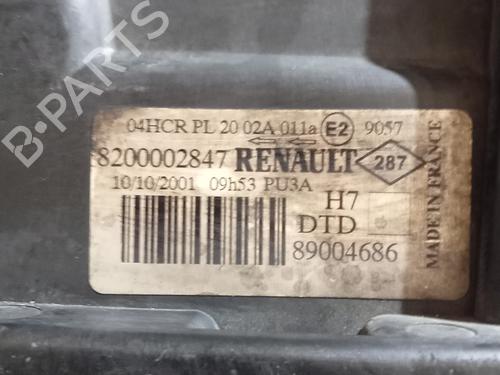 B-PARTS
04HCR PL 20 02A 011a E2 9057
8200002847 RENAULT 287
10/10/2001 09h53 PU3A
H7
DTD
89004686
MADE IN FRANCE